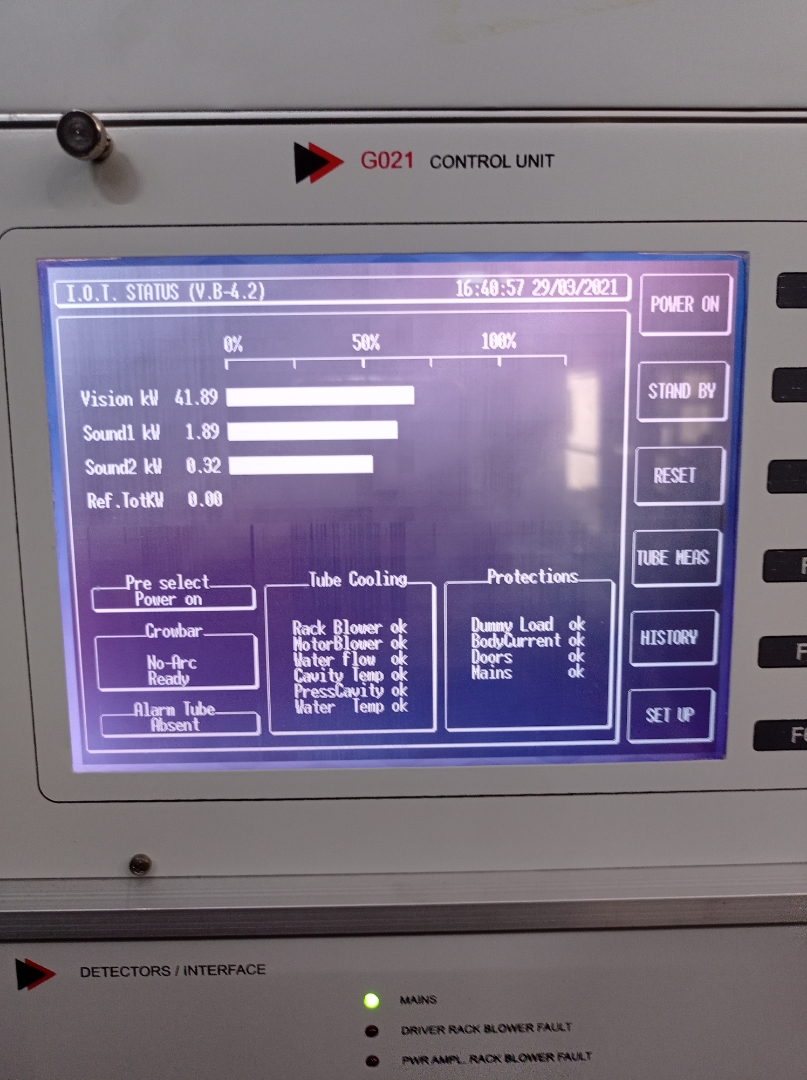 G021 CONTROL UNIT
I.O.T. STATUS (V.B-4.2) 16:40:57 29/03/2021
POWER ON
0% 50% 100%
STAND BY
Vision kW 41.89
Sound1 kW 1.89
Sound2 kW 0.32
RESET
Ref.TotKW 0.00
TUBE MEAS
Pre select
Power on
Crowbar
No-Arc
Ready
Alarm Tube
Absent
Tube Cooling
Rack Blower ok
MotorBlower ok
Water flow ok
Cavity Temp ok
PressCavity ok
Water Temp ok
Protections
Dummy Load ok
BodyCurrent ok
Doors ok
Mains ok
HISTORY
SET UP
DETECTORS / INTERFACE
MAINS
DRIVER RACK BLOWER FAULT
PWR AMPL. RACK BLOWER FAULT